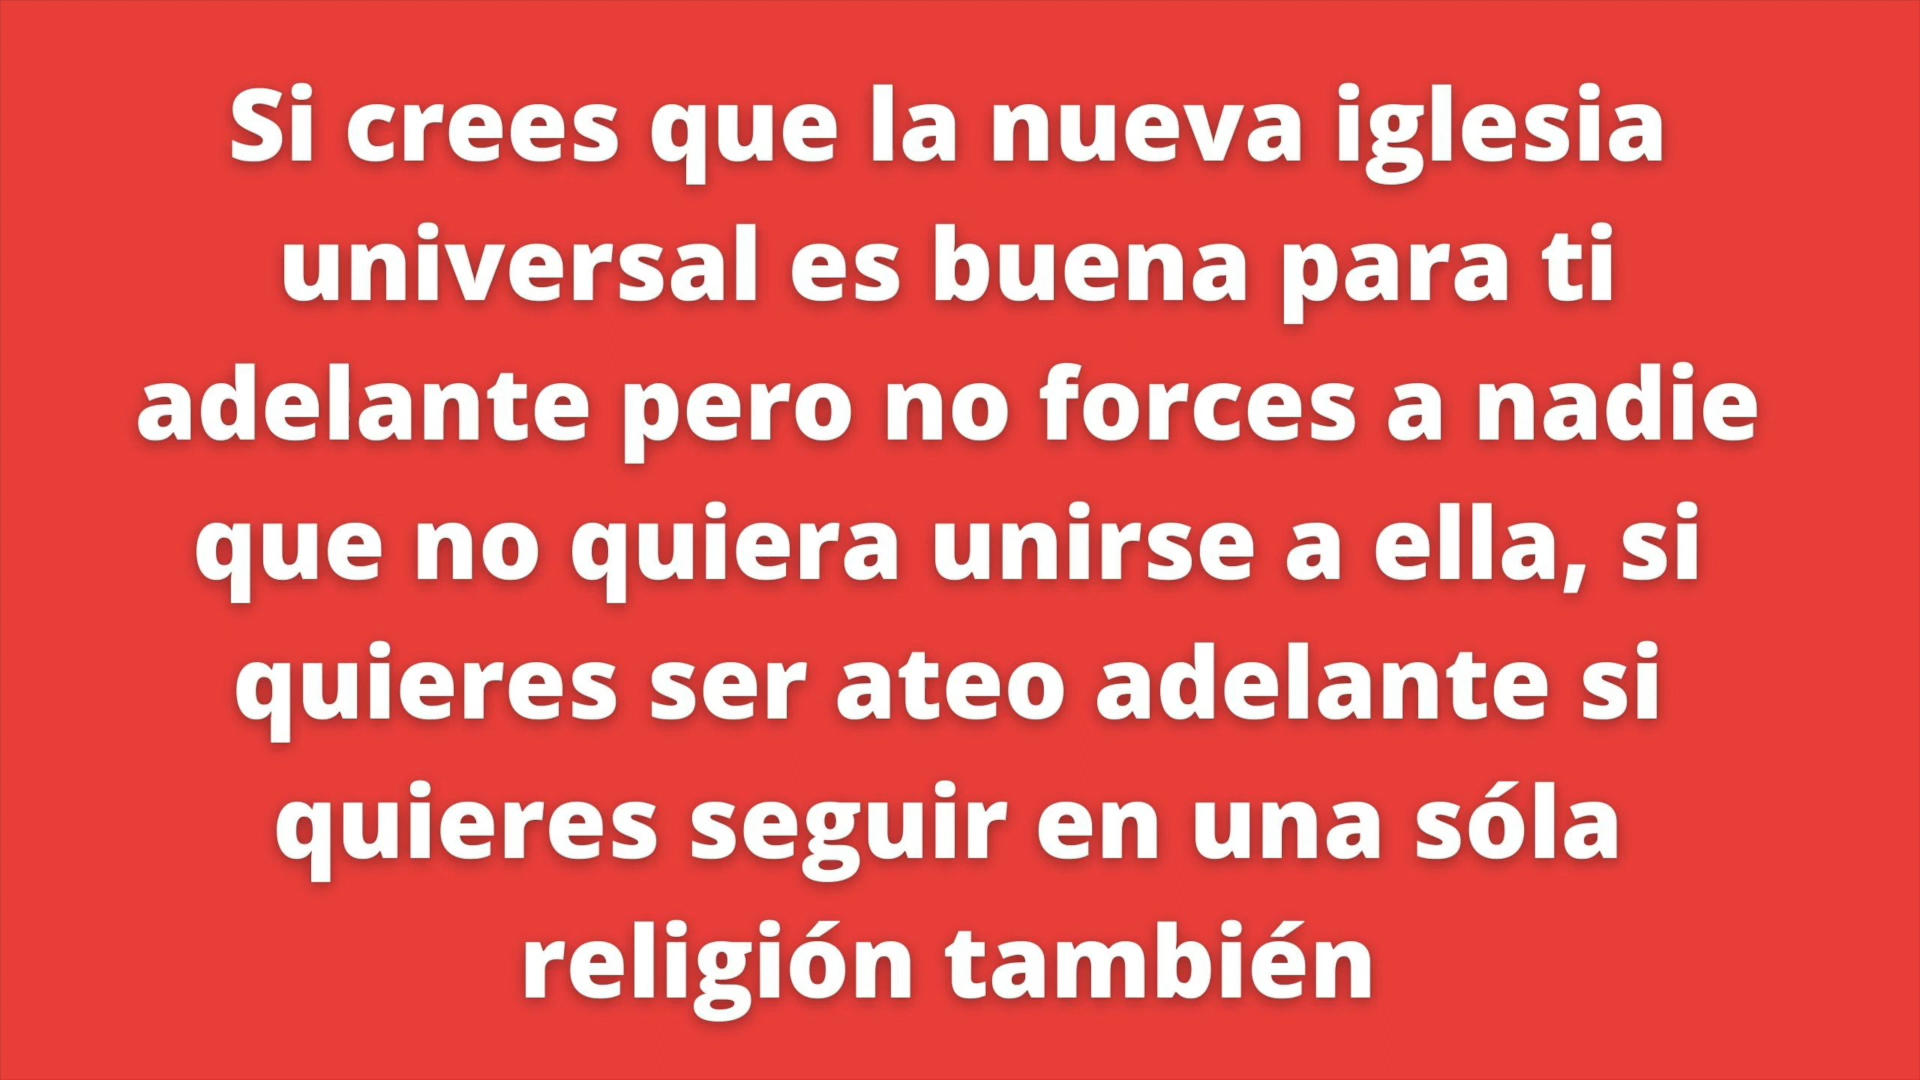 Si crees que la nueva iglesia
universal es buena para ti
adelante pero no forces a nadie
que no quiera unirse a ella, si
quieres ser ateo adelante si
quieres seguir en una sóla
religión también